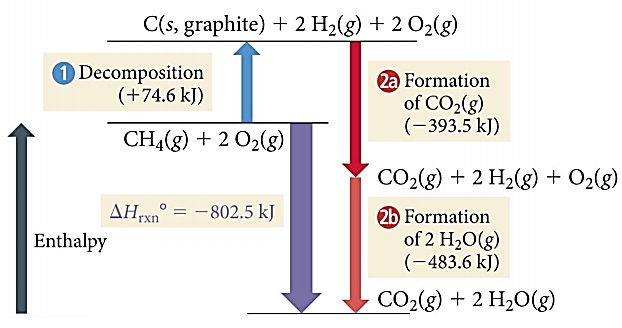 C(s, graphite) + 2 H₂(g) + 2 O₂(g)
1 Decomposition
(+74.6 kJ)
2a Formation
of CO₂(g)
(−393.5 kJ)
CH₄(g) + 2 O₂(g)
CO₂(g) + 2 H₂(g) + O₂(g)
ΔHrxn° = −802.5 kJ
2b Formation
of 2 H₂O(g)
(−483.6 kJ)
Enthalpy
CO₂(g) + 2 H₂O(g)